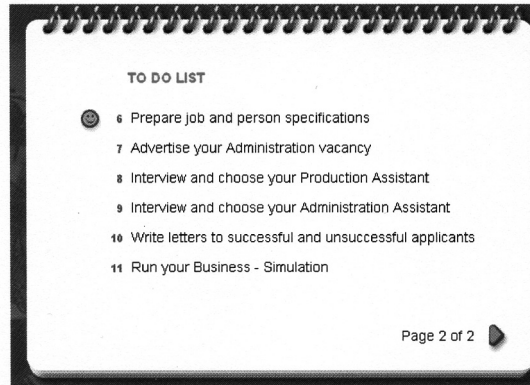 TO DO LIST
6 Prepare job and person specifications
7 Advertise your Administration vacancy
8 Interview and choose your Production Assistant
9 Interview and choose your Administration Assistant
10 Write letters to successful and unsuccessful applicants
11 Run your Business - Simulation
Page 2 of 2